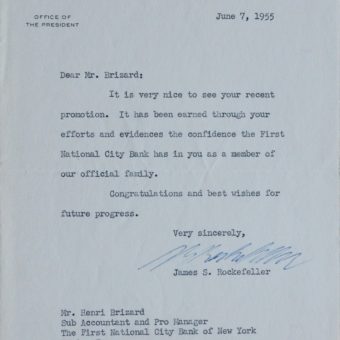 OFFICE OF
THE PRESIDENT
June 7, 1955
Dear Mr. Brizard:
It is very nice to see your recent
promotion. It has been earned through your
efforts and evidences the confidence the First
National City Bank has in you as a member of
our official family.
Congratulations and best wishes for
future progress.
Very sincerely,
James S. Rockefeller
Mr. Henri Brizard
Sub Accountant and Pro Manager
The First National City Bank of New York